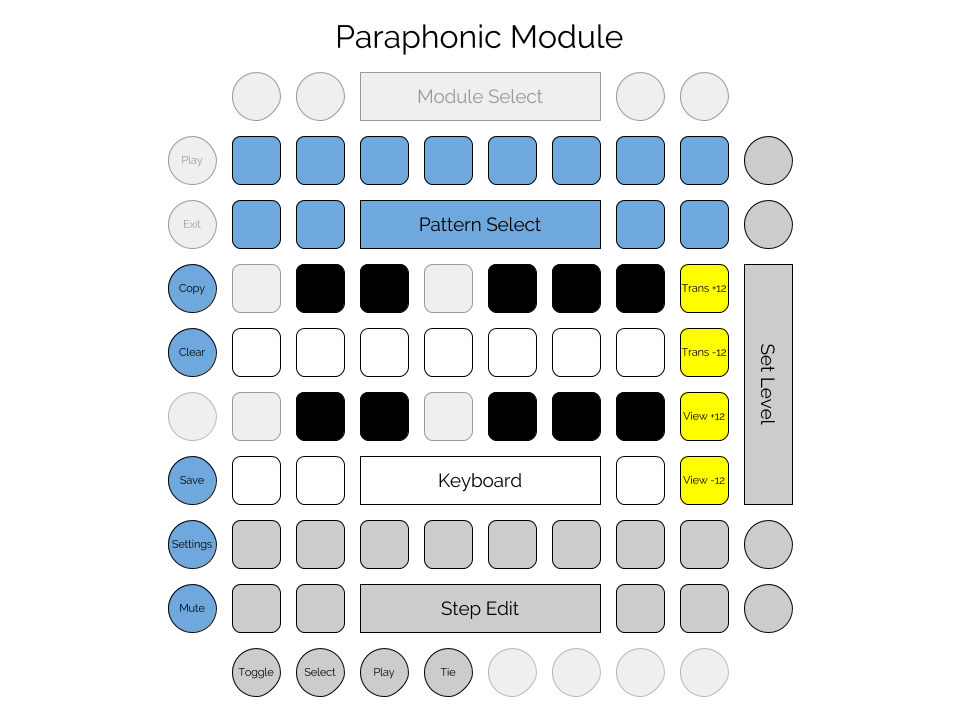 Paraphonic Module
Module Select
Play
Exit
Pattern Select
Copy
Trans +12
Clear
Trans -12
Set Level
View +12
Save
Keyboard
View -12
Settings
Mute
Step Edit
Toggle
Select
Play
Tie